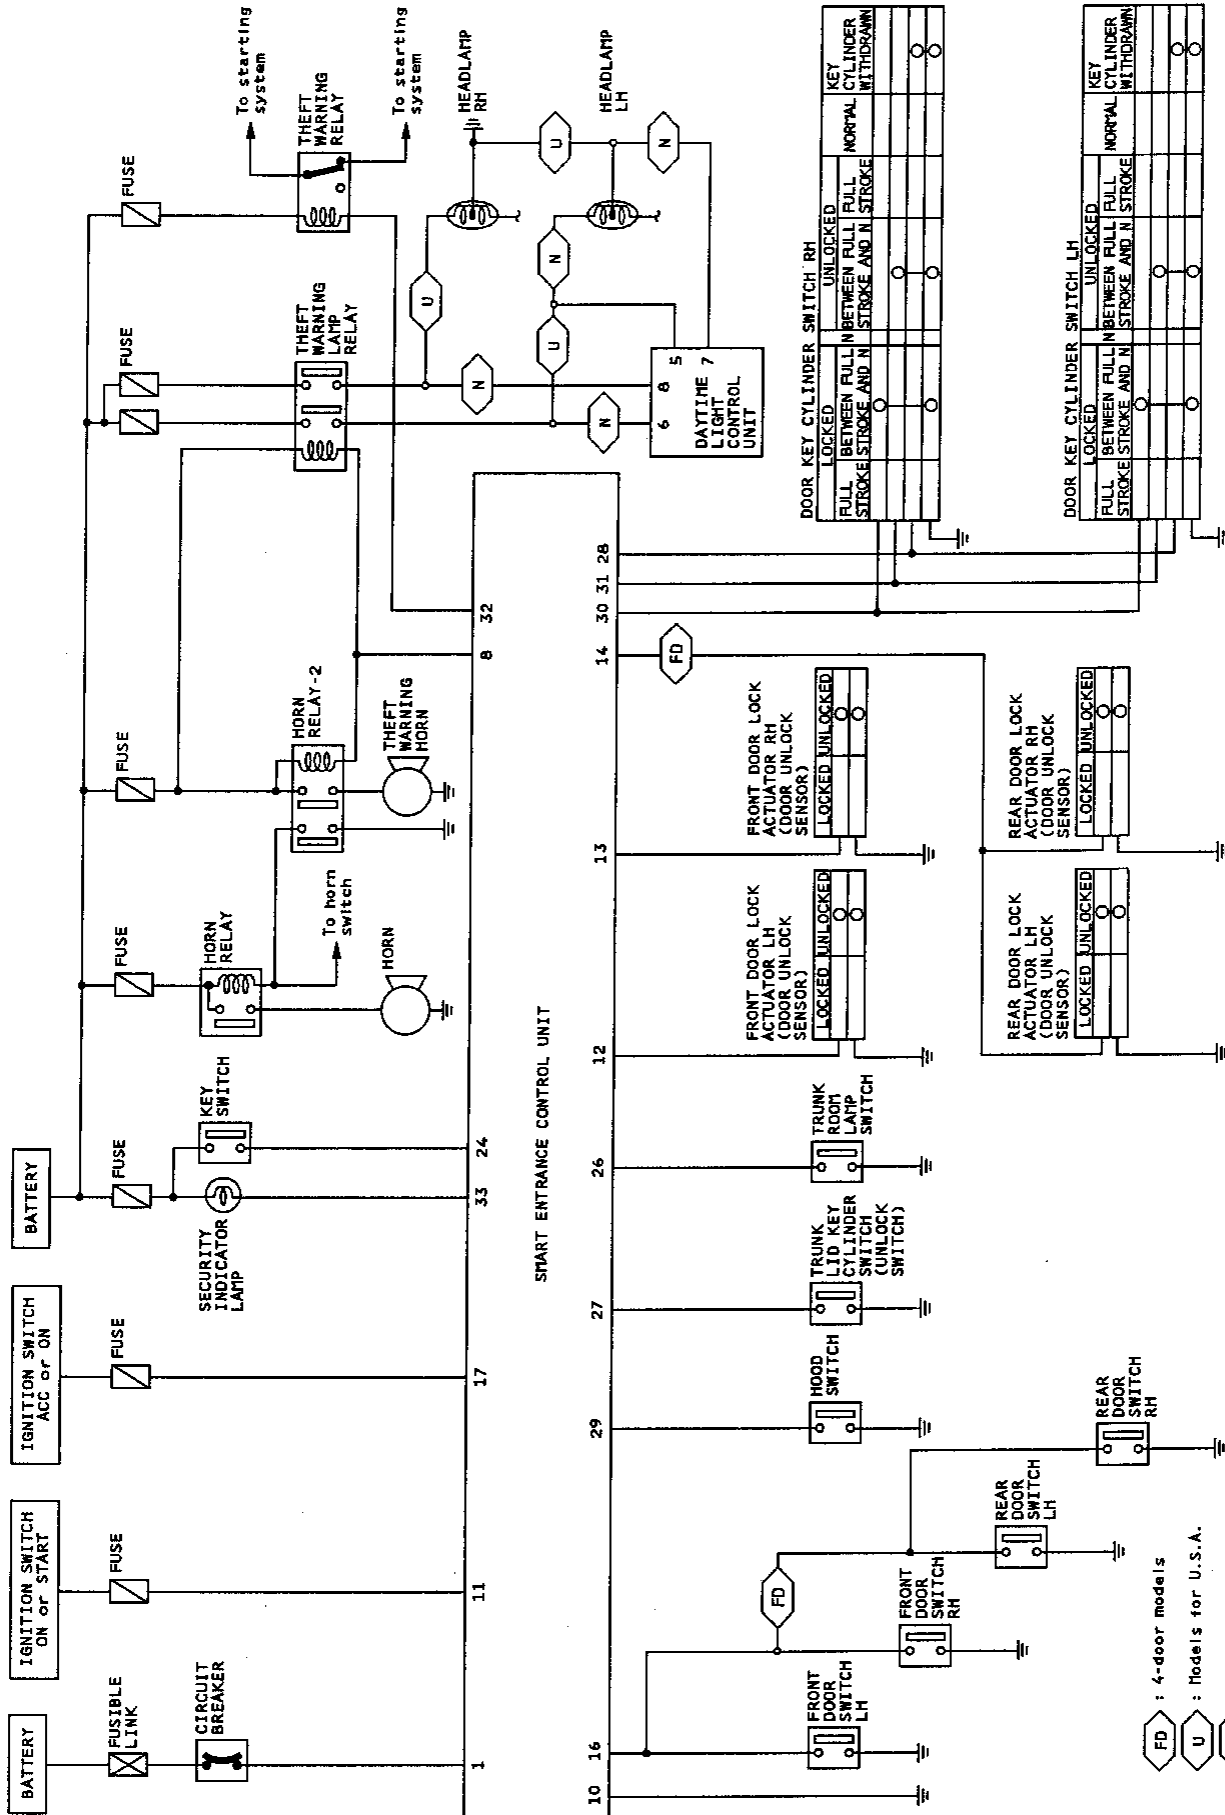 BATTERY
FUSIBLE
LINK
CIRCUIT
BREAKER
1
IGNITION SWITCH
ON or START
FUSE
11
IGNITION SWITCH
ACC or ON
FUSE
17
BATTERY
FUSE
SECURITY
INDICATOR
LAMP
33
KEY
SWITCH
24
FUSE
HORN
RELAY
To horn
switch
HORN
FUSE
HORN
RELAY-2
THEFT
WARNING
HORN
8
32
FUSE
THEFT
WARNING
LAMP
RELAY
FUSE
THEFT
WARNING
RELAY
To starting
system
To starting
system
HEADLAMP
RH
HEADLAMP
LH
U
N
U
N
N
U
N
6
8
5
7
DAYTIME
LIGHT
CONTROL
UNIT
SMART ENTRANCE CONTROL UNIT
10
16
29
27
26
12
13
14
30
31
28
FRONT
DOOR
SWITCH
LH
FD
FRONT
DOOR
SWITCH
RH
REAR
DOOR
SWITCH
LH
REAR
DOOR
SWITCH
RH
HOOD
SWITCH
TRUNK
LID KEY
CYLINDER
SWITCH
(UNLOCK
SWITCH)
TRUNK
ROOM
LAMP
SWITCH
FRONT DOOR LOCK
ACTUATOR LH
(DOOR UNLOCK
SENSOR)
LOCKED UNLOCKED
FRONT DOOR LOCK
ACTUATOR RH
(DOOR UNLOCK
SENSOR)
LOCKED UNLOCKED
FD
REAR DOOR LOCK
ACTUATOR LH
(DOOR UNLOCK
SENSOR)
LOCKED UNLOCKED
REAR DOOR LOCK
ACTUATOR RH
(DOOR UNLOCK
SENSOR)
LOCKED UNLOCKED
DOOR KEY CYLINDER SWITCH RH
LOCKED UNLOCKED KEY
FULL BETWEEN FULL N BETWEEN FULL FULL NORMAL CYLINDER
STROKE STROKE AND N STROKE AND N STROKE WITHDRAWN
DOOR KEY CYLINDER SWITCH LH
LOCKED UNLOCKED KEY
FULL BETWEEN FULL N BETWEEN FULL FULL NORMAL CYLINDER
STROKE STROKE AND N STROKE AND N STROKE WITHDRAWN
FD : 4-door models
U : Models for U.S.A.